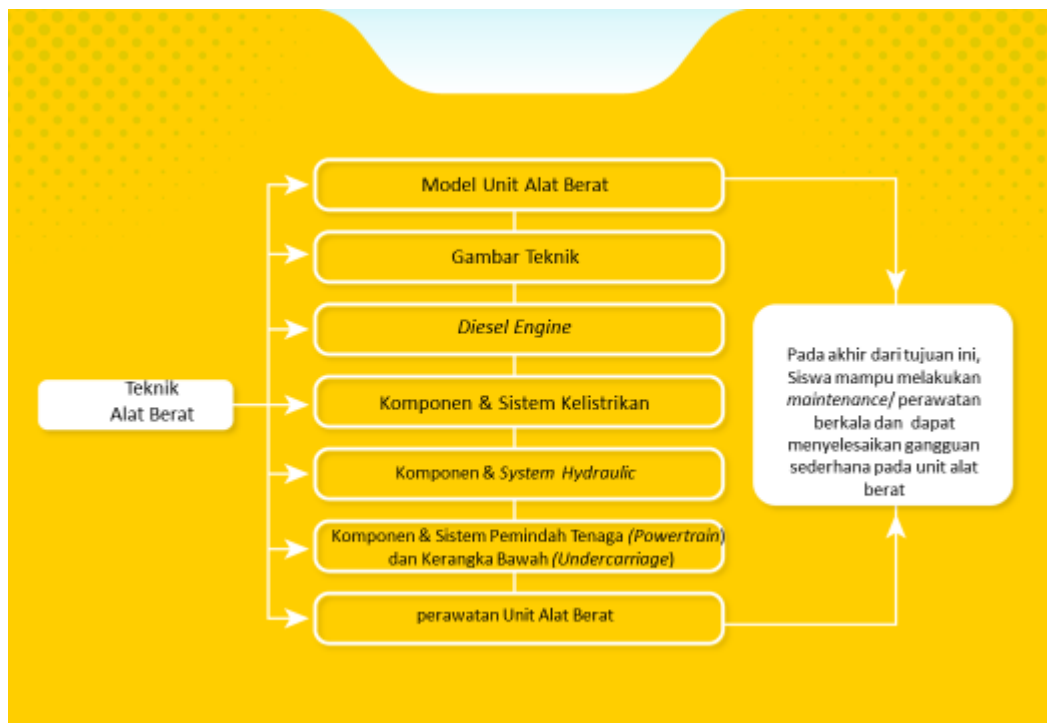 Model Unit Alat Berat
Gambar Teknik
Diesel Engine
Teknik
Alat Berat
Komponen & Sistem Kelistrikan
Komponen & System Hydraulic
Komponen & Sistem Pemindah Tenaga (Powertrain)
dan Kerangka Bawah (Undercarriage)
perawatan Unit Alat Berat
Pada akhir dari tujuan ini,
Siswa mampu melakukan
maintenance/ perawatan
berkala dan dapat
menyelesaikan gangguan
sederhana pada unit alat
berat